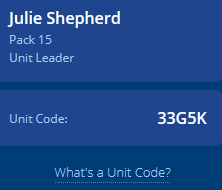 Julie Shepherd
Pack 15
Unit Leader
Unit Code: 33G5K
What's a Unit Code?